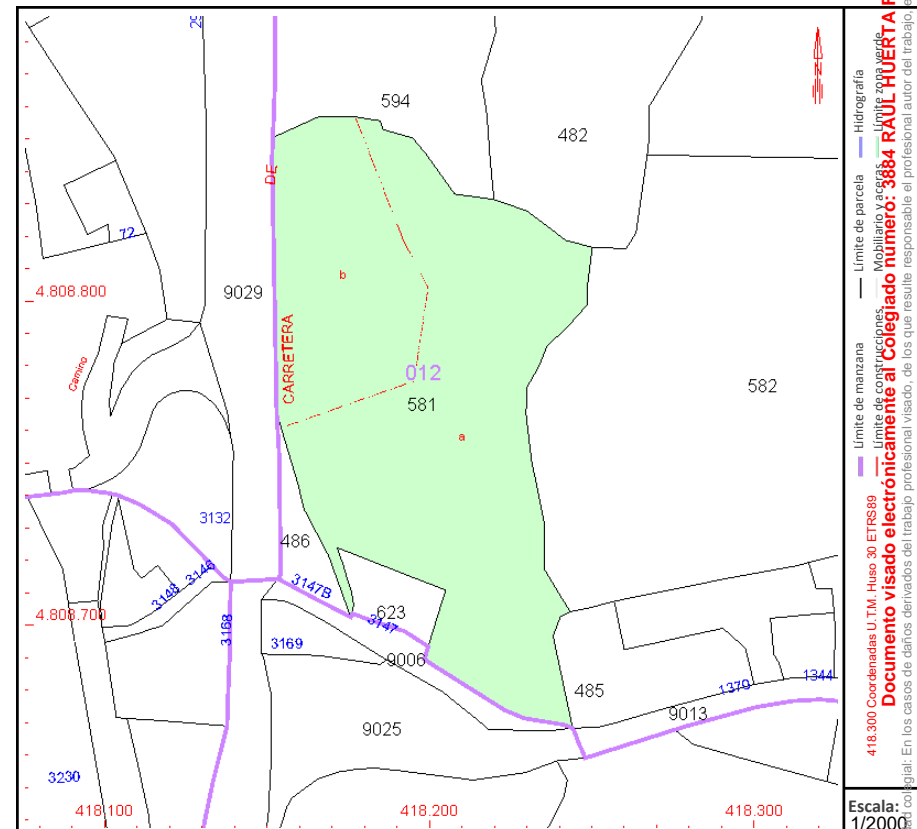 29
594
482
DE
72
b
4.808.800
9029
CARRETERA
Camino
012
581
582
a
3132
486
3146
3148
3147B
4.808.700
623
3147
3168
3169
9006
485
1379
1344
9013
9025
3230
418.100
418.200
418.300
N
Límite de manzana
Límite de parcela
Hidrografía
Límite de construcciones
Mobiliario y aceras
Límite zona verde
418.300 Coordenadas U.T.M. Huso 30 ETRS89
Documento visado electrónicamente al Colegiado numero: 3884 RAUL HUERTA
colegial: En los casos de daños derivados del trabajo profesional visado, de los que resulte responsable el profesional autor del trabajo,
Escala:
1/2000